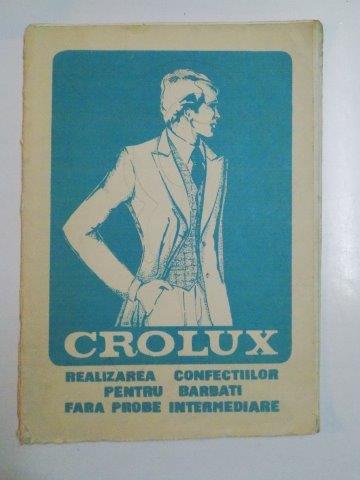 CROLUX
REALIZAREA CONFECTIILOR
PENTRU BARBATI
FARA PROBE INTERMEDIARE